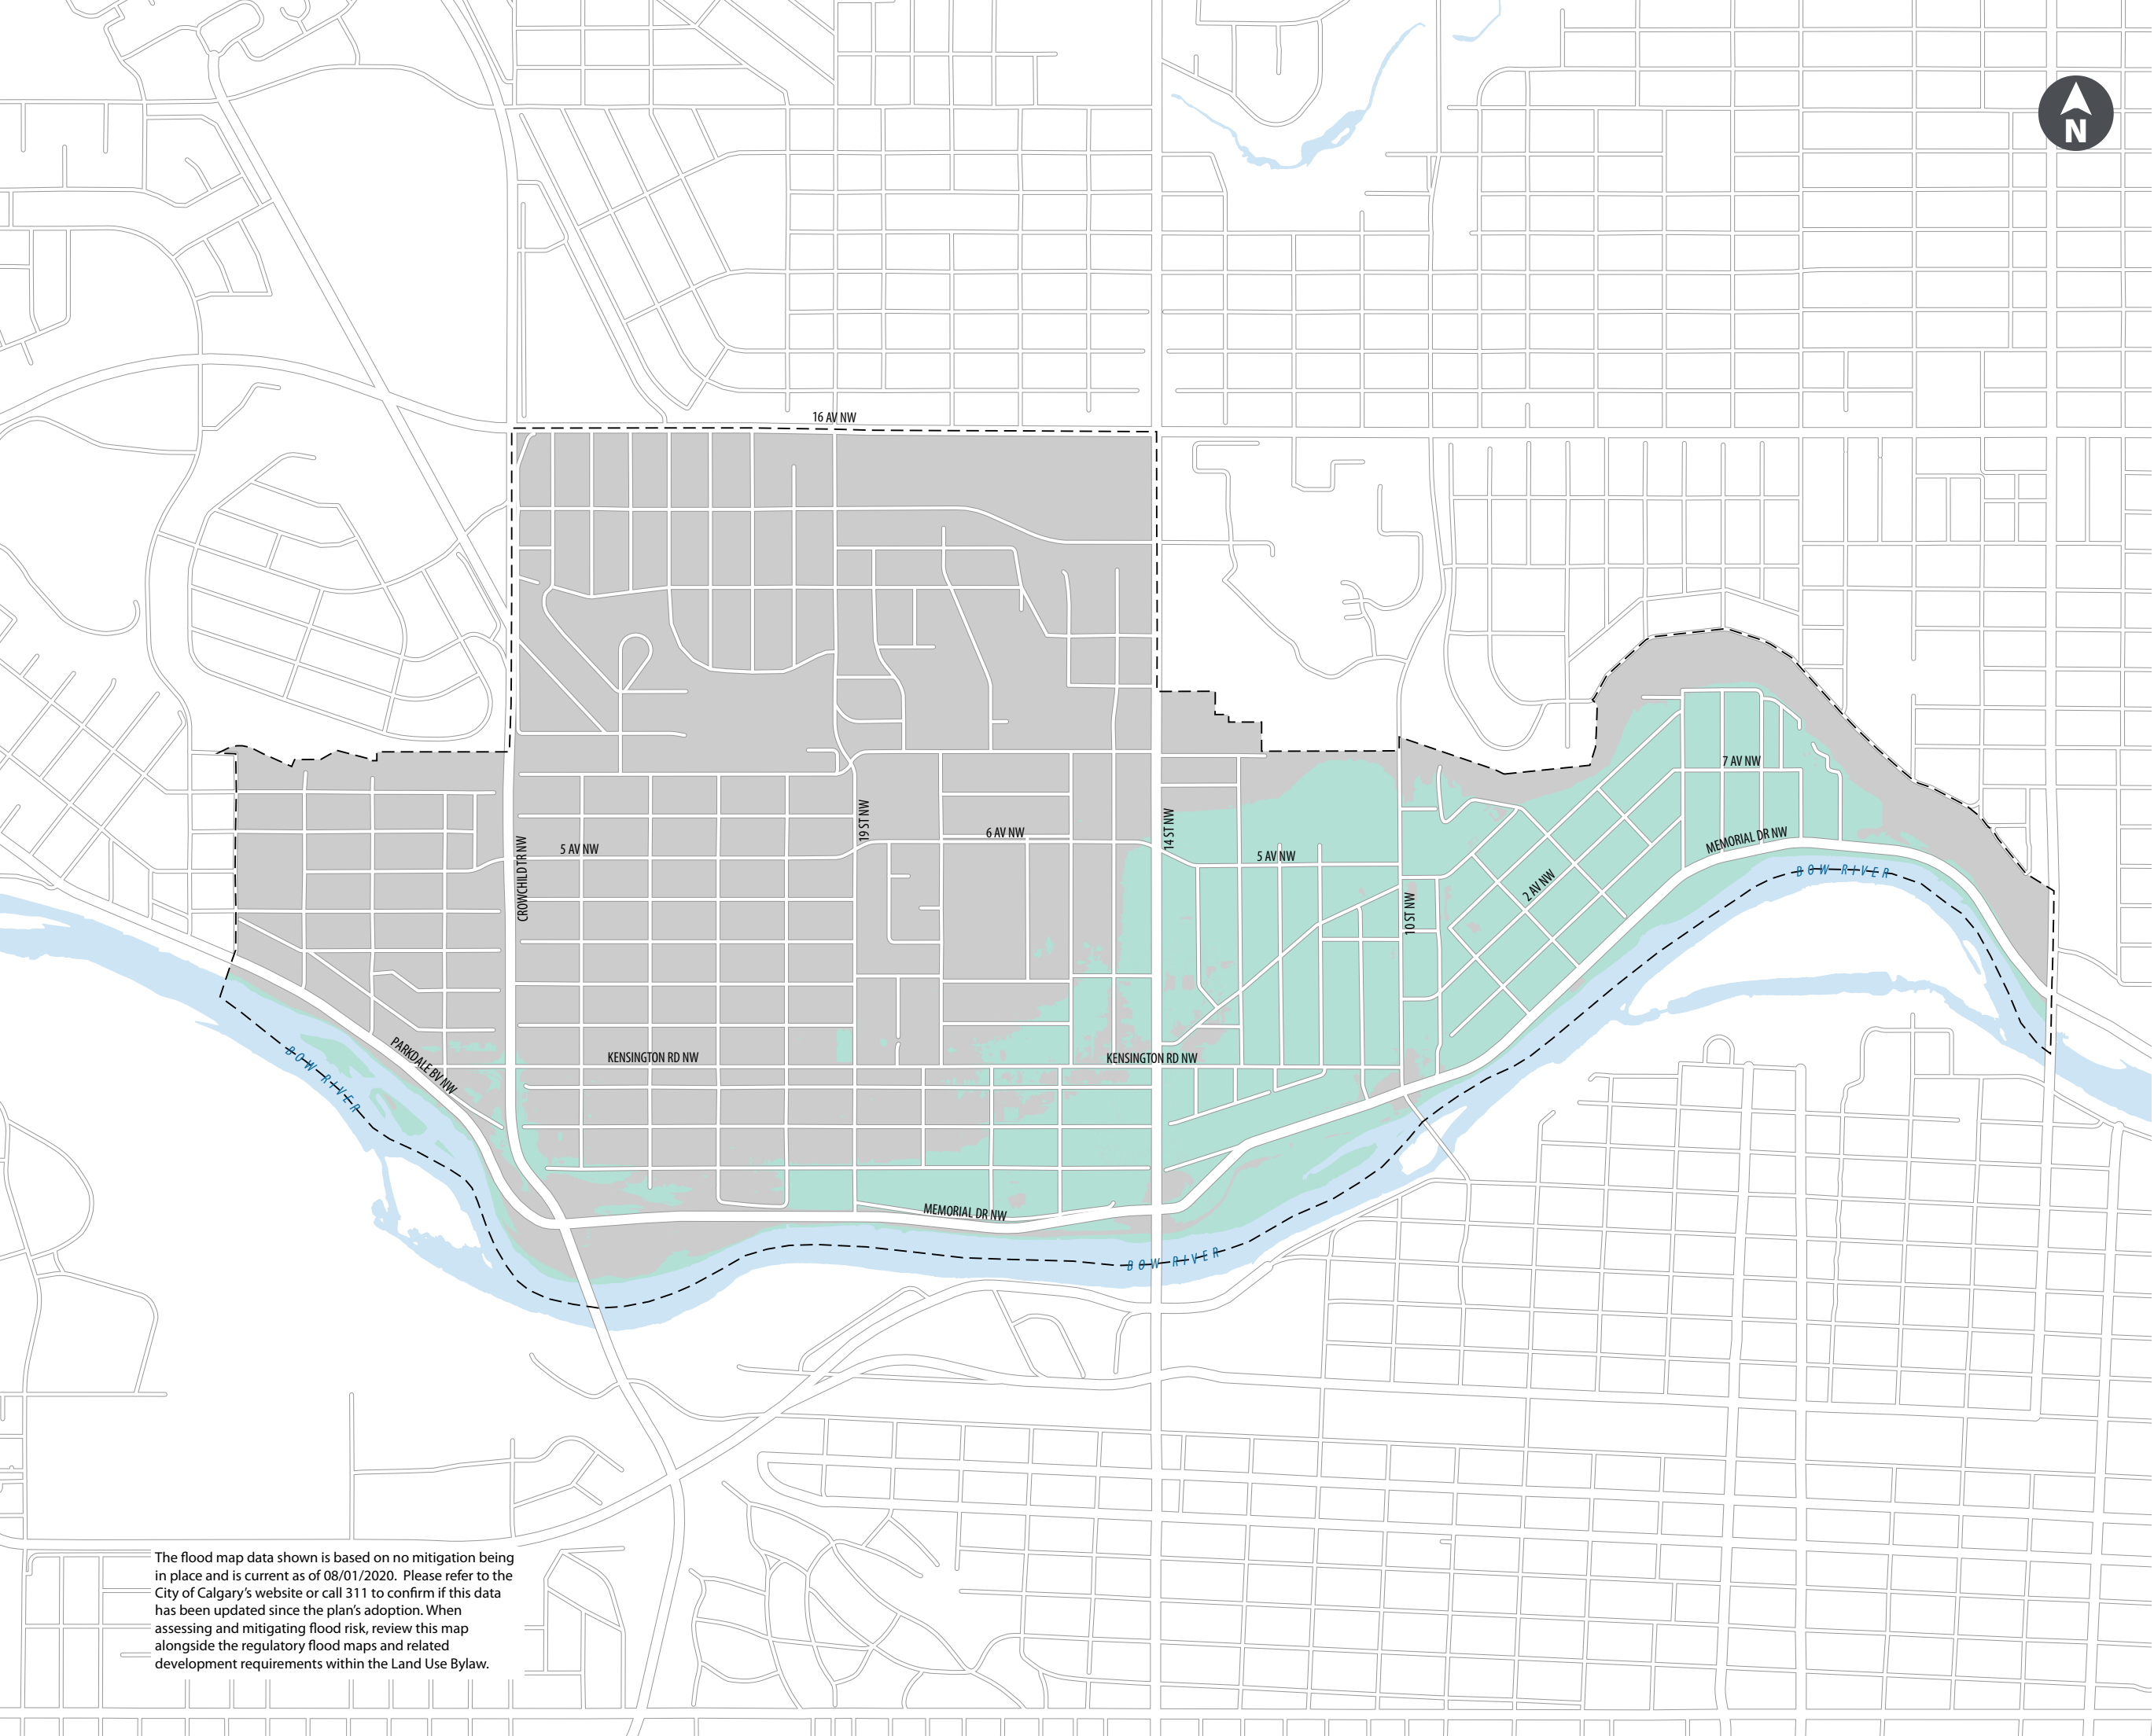 N
16 AV NW
7 AV NW
19 ST NW
14 ST NW
6 AV NW
MEMORIAL DR NW
5 AV NW
CROWCHILD TR NW
5 AV NW
BOW RIVER
2 AV NW
10 ST NW
PARKDALE BV NW
KENSINGTON RD NW
KENSINGTON RD NW
BOW RIVER
MEMORIAL DR NW
BOW RIVER
The flood map data shown is based on no mitigation being
in place and is current as of 08/01/2020. Please refer to the
City of Calgary’s website or call 311 to confirm if this data
has been updated since the plan’s adoption. When
assessing and mitigating flood risk, review this map
alongside the regulatory flood maps and related
development requirements within the Land Use Bylaw.